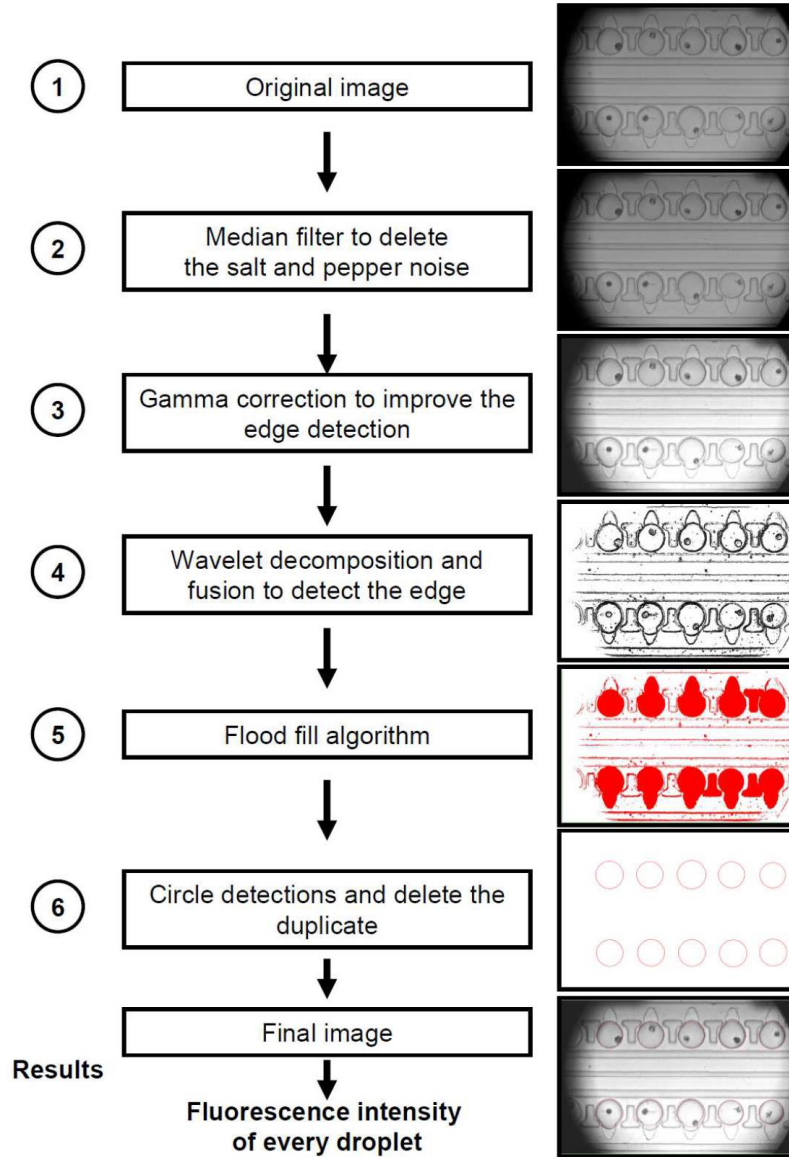 1
Original image
2
Median filter to delete
the salt and pepper noise
3
Gamma correction to improve the
edge detection
4
Wavelet decomposition and
fusion to detect the edge
5
Flood fill algorithm
6
Circle detections and delete the
duplicate
Final image
Results
Fluorescence intensity
of every droplet